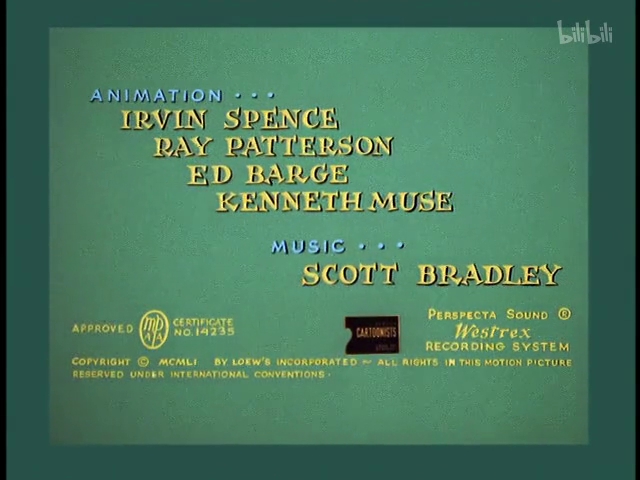 bilibili
ANIMATION · · ·
IRVIN SPENCE
RAY PATTERSON
ED BARGE
KENNETH MUSE
MUSIC · · ·
SCOTT BRADLEY
APPROVED
MPAA
CERTIFICATE
NO. 14235
CARTOONISTS
PERSPECTA SOUND ®
Westrex
RECORDING SYSTEM
COPYRIGHT © MCMLI BY LOEW'S INCORPORATED ~ ALL RIGHTS IN THIS MOTION PICTURE
RESERVED UNDER INTERNATIONAL CONVENTIONS.